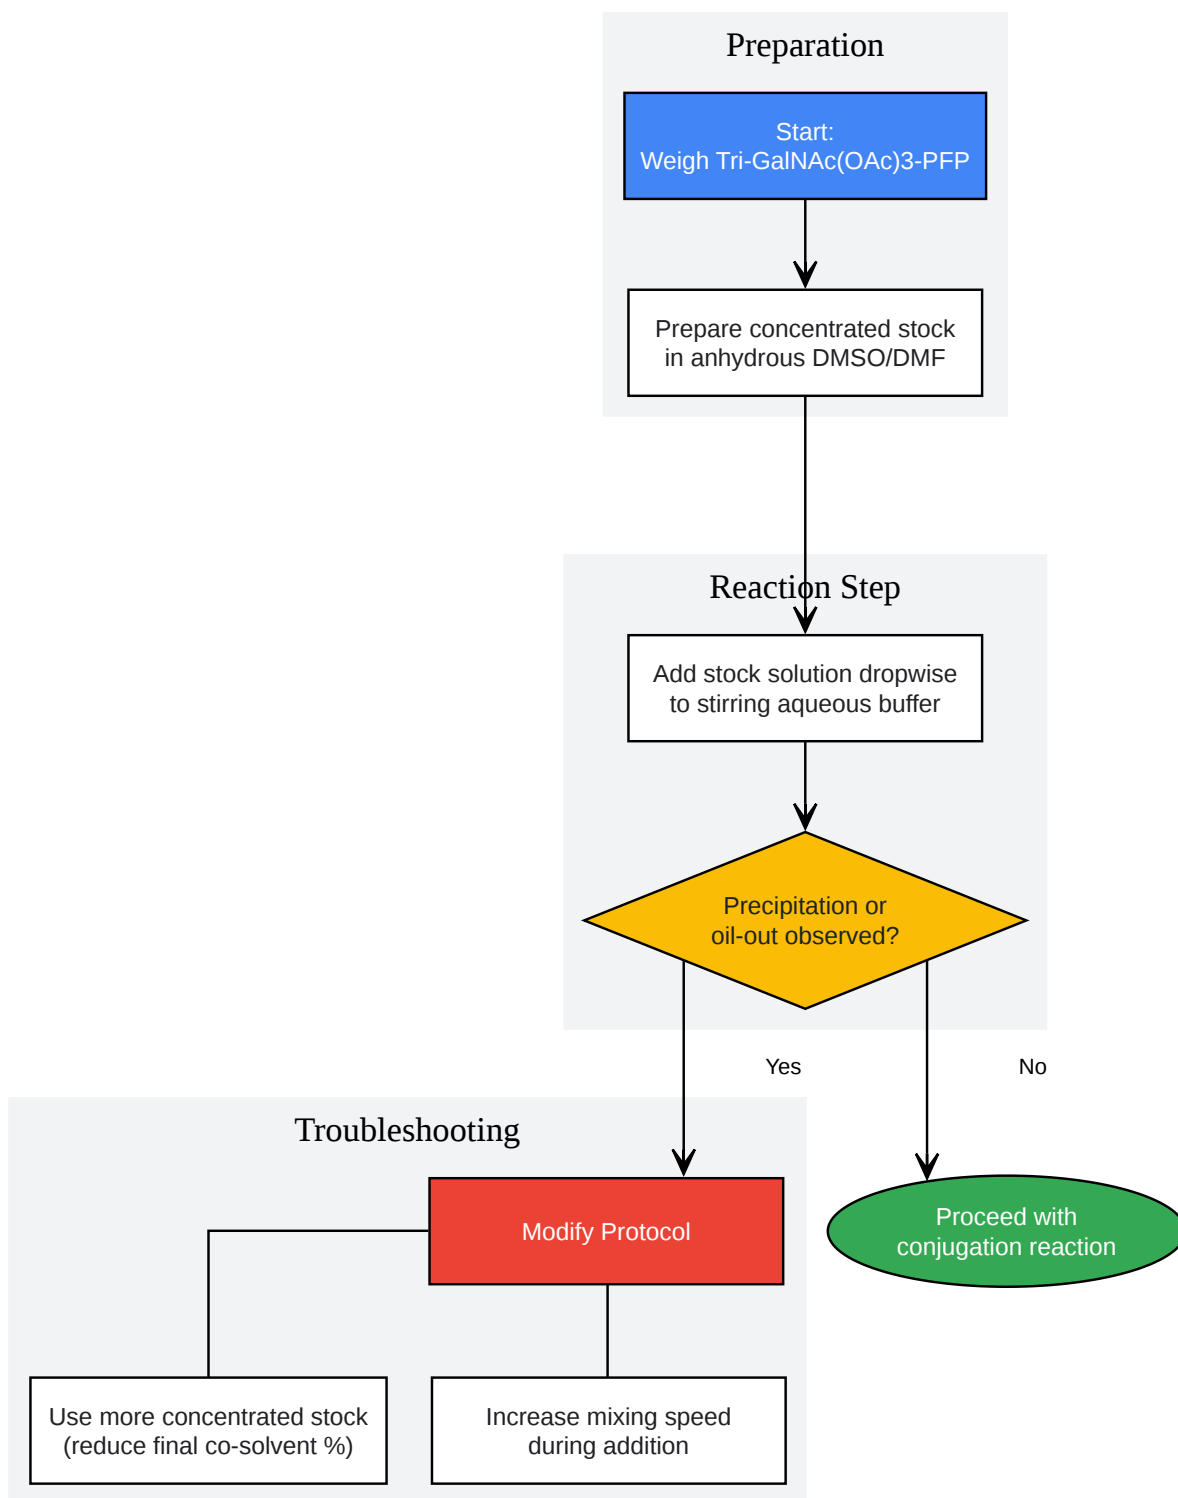 Preparation
Start:
Weigh Tri-GalNAc(OAc)3-PFP
Prepare concentrated stock
in anhydrous DMSO/DMF
Reaction Step
Add stock solution dropwise
to stirring aqueous buffer
Precipitation or
oil-out observed?
Yes
No
Troubleshooting
Modify Protocol
Proceed with
conjugation reaction
Use more concentrated stock
(reduce final co-solvent %)
Increase mixing speed
during addition